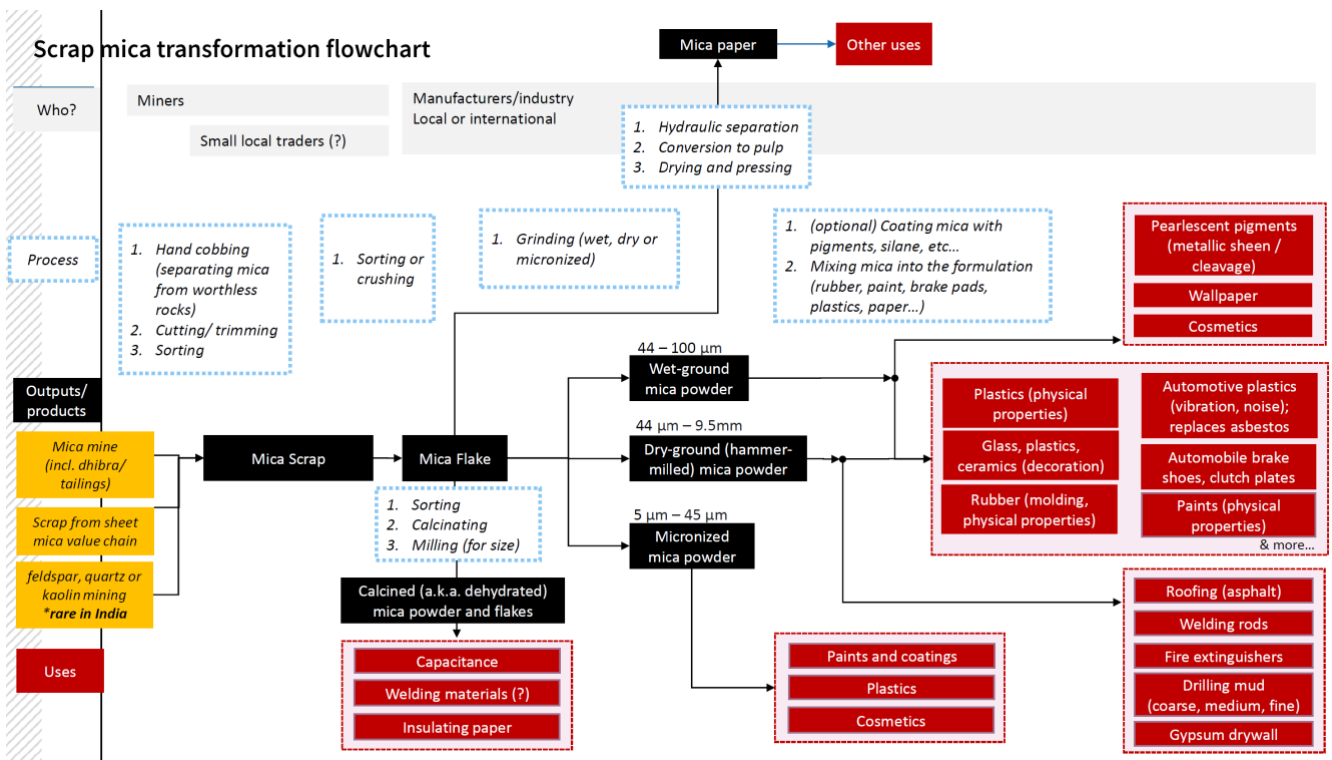 Scrap mica transformation flowchart
Mica paper
Other uses
Who?
Miners
Small local traders (?)
Manufacturers/industry
Local or international
1. Hydraulic separation
2. Conversion to pulp
3. Drying and pressing
Process
1. Hand cobbing
(separating mica
from worthless
rocks)
2. Cutting/ trimming
3. Sorting
1. Sorting or
crushing
1. Grinding (wet, dry or
micronized)
1. (optional) Coating mica with
pigments, silane, etc...
2. Mixing mica into the formulation
(rubber, paint, brake pads,
plastics, paper...)
Pearlescent pigments
(metallic sheen /
cleavage)
Wallpaper
Cosmetics
Outputs/
products
Mica mine
(incl. dhibra/
tailings)
Scrap from sheet
mica value chain
feldspar, quartz or
kaolin mining
*rare in India
Uses
Mica Scrap
Mica Flake
1. Sorting
2. Calcinating
3. Milling (for size)
Calcined (a.k.a. dehydrated)
mica powder and flakes
Capacitance
Welding materials (?)
Insulating paper
44 – 100 μm
Wet-ground
mica powder
44 μm – 9.5mm
Dry-ground (hammer-
milled) mica powder
5 μm – 45 μm
Micronized
mica powder
Paints and coatings
Plastics
Cosmetics
Plastics (physical
properties)
Glass, plastics,
ceramics (decoration)
Rubber (molding,
physical properties)
Automotive plastics
(vibration, noise);
replaces asbestos
Automobile brake
shoes, clutch plates
Paints (physical
properties)
& more...
Roofing (asphalt)
Welding rods
Fire extinguishers
Drilling mud
(coarse, medium, fine)
Gypsum drywall